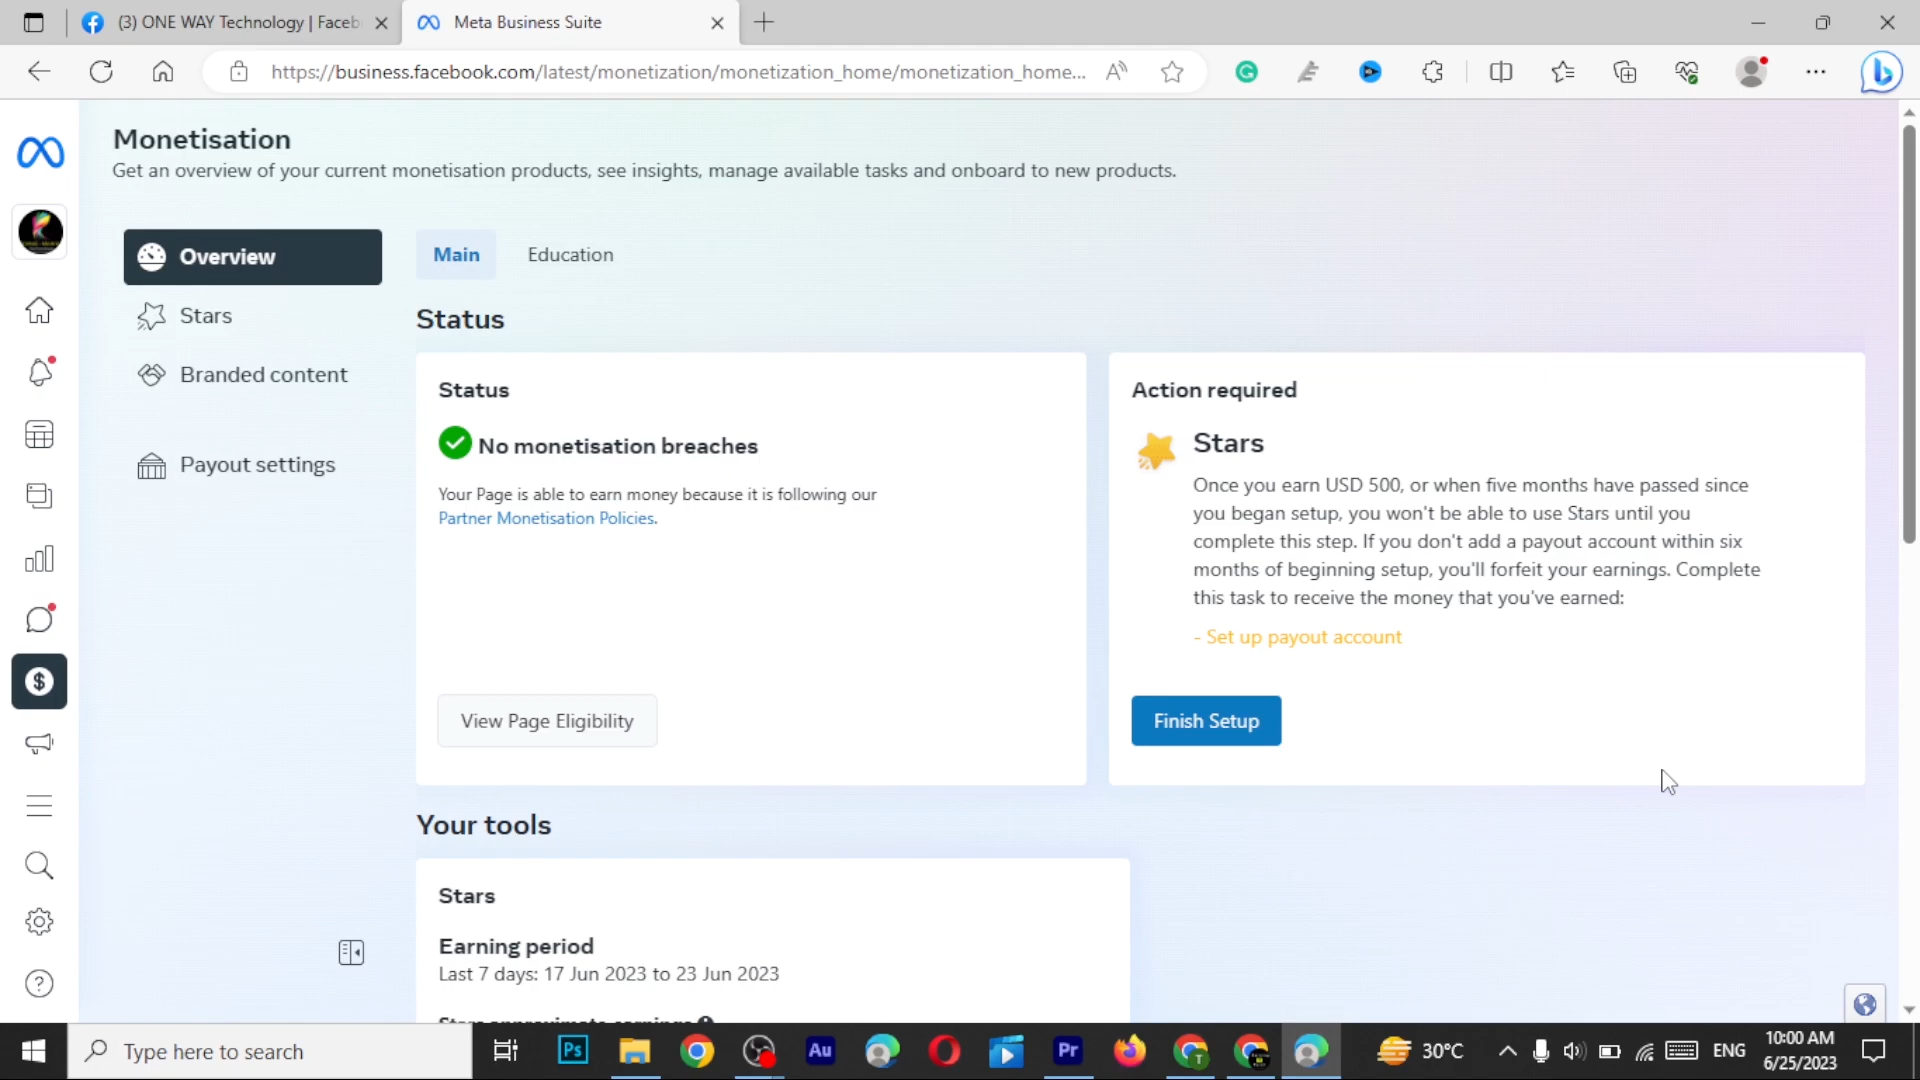 (3) ONE WAY Technology | Faceb
Meta Business Suite
https://business.facebook.com/latest/monetization/monetization_home/monetization_home...
Monetisation
Get an overview of your current monetisation products, see insights, manage available tasks and onboard to new products.
Overview
Stars
Branded content
Payout settings
Main
Education
Status
Status
No monetisation breaches
Your Page is able to earn money because it is following our
Partner Monetisation Policies.
View Page Eligibility
Action required
Stars
Once you earn USD 500, or when five months have passed since
you began setup, you won't be able to use Stars until you
complete this step. If you don't add a payout account within six
months of beginning setup, you'll forfeit your earnings. Complete
this task to receive the money that you've earned:
- Set up payout account
Finish Setup
Your tools
Stars
Earning period
Last 7 days: 17 Jun 2023 to 23 Jun 2023
Stars approximate earnings
Type here to search
Ps
Au
Pr
T
30°C
ENG
10:00 AM
6/25/2023